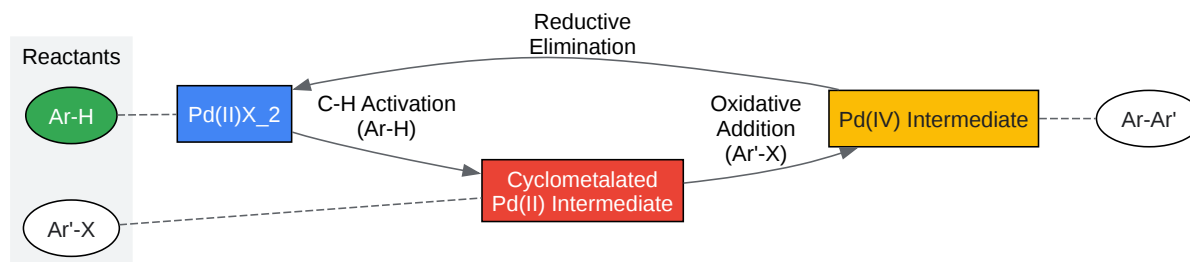 Reactants
Ar-H
Ar'-X
Pd(II)X_2
C-H Activation
(Ar-H)
Cyclometalated
Pd(II) Intermediate
Reductive
Elimination
Oxidative
Addition
(Ar'-X)
Pd(IV) Intermediate
Ar-Ar'